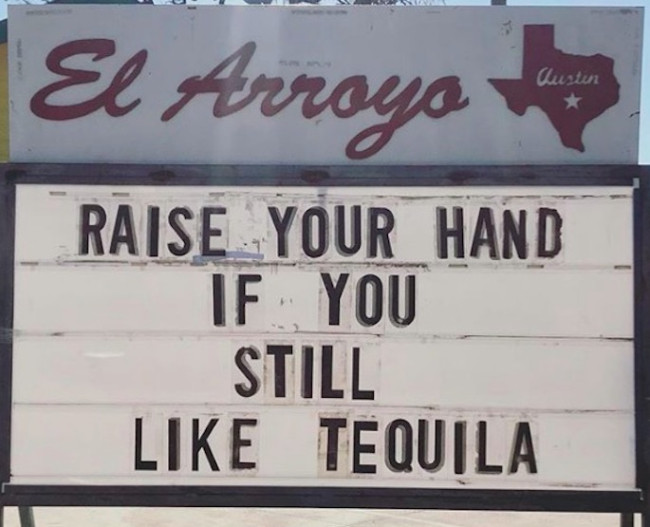 El Arroyo
Austin
RAISE YOUR HAND
IF YOU
STILL
LIKE TEQUILA